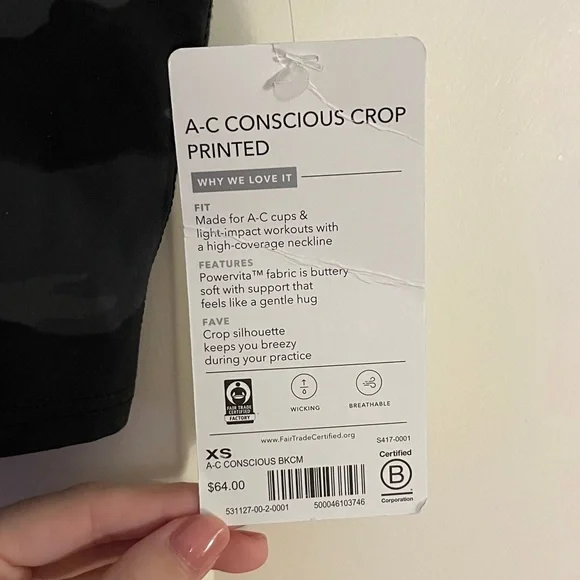 A-C CONSCIOUS CROP
PRINTED
WHY WE LOVE IT
FIT
Made for A-C cups &
light-impact workouts with
a high-coverage neckline
FEATURES
Powervita™ fabric is buttery
soft with support that
feels like a gentle hug
FAVE
Crop silhouette
keeps you breezy
during your practice
FAIR TRADE
CERTIFIED
FACTORY
WICKING
BREATHABLE
www.FairTradeCertified.org
S417-0001
XS
A-C CONSCIOUS BKCM
$64.00
531127-00-2-0001
500046103746
Certified
B
Corporation